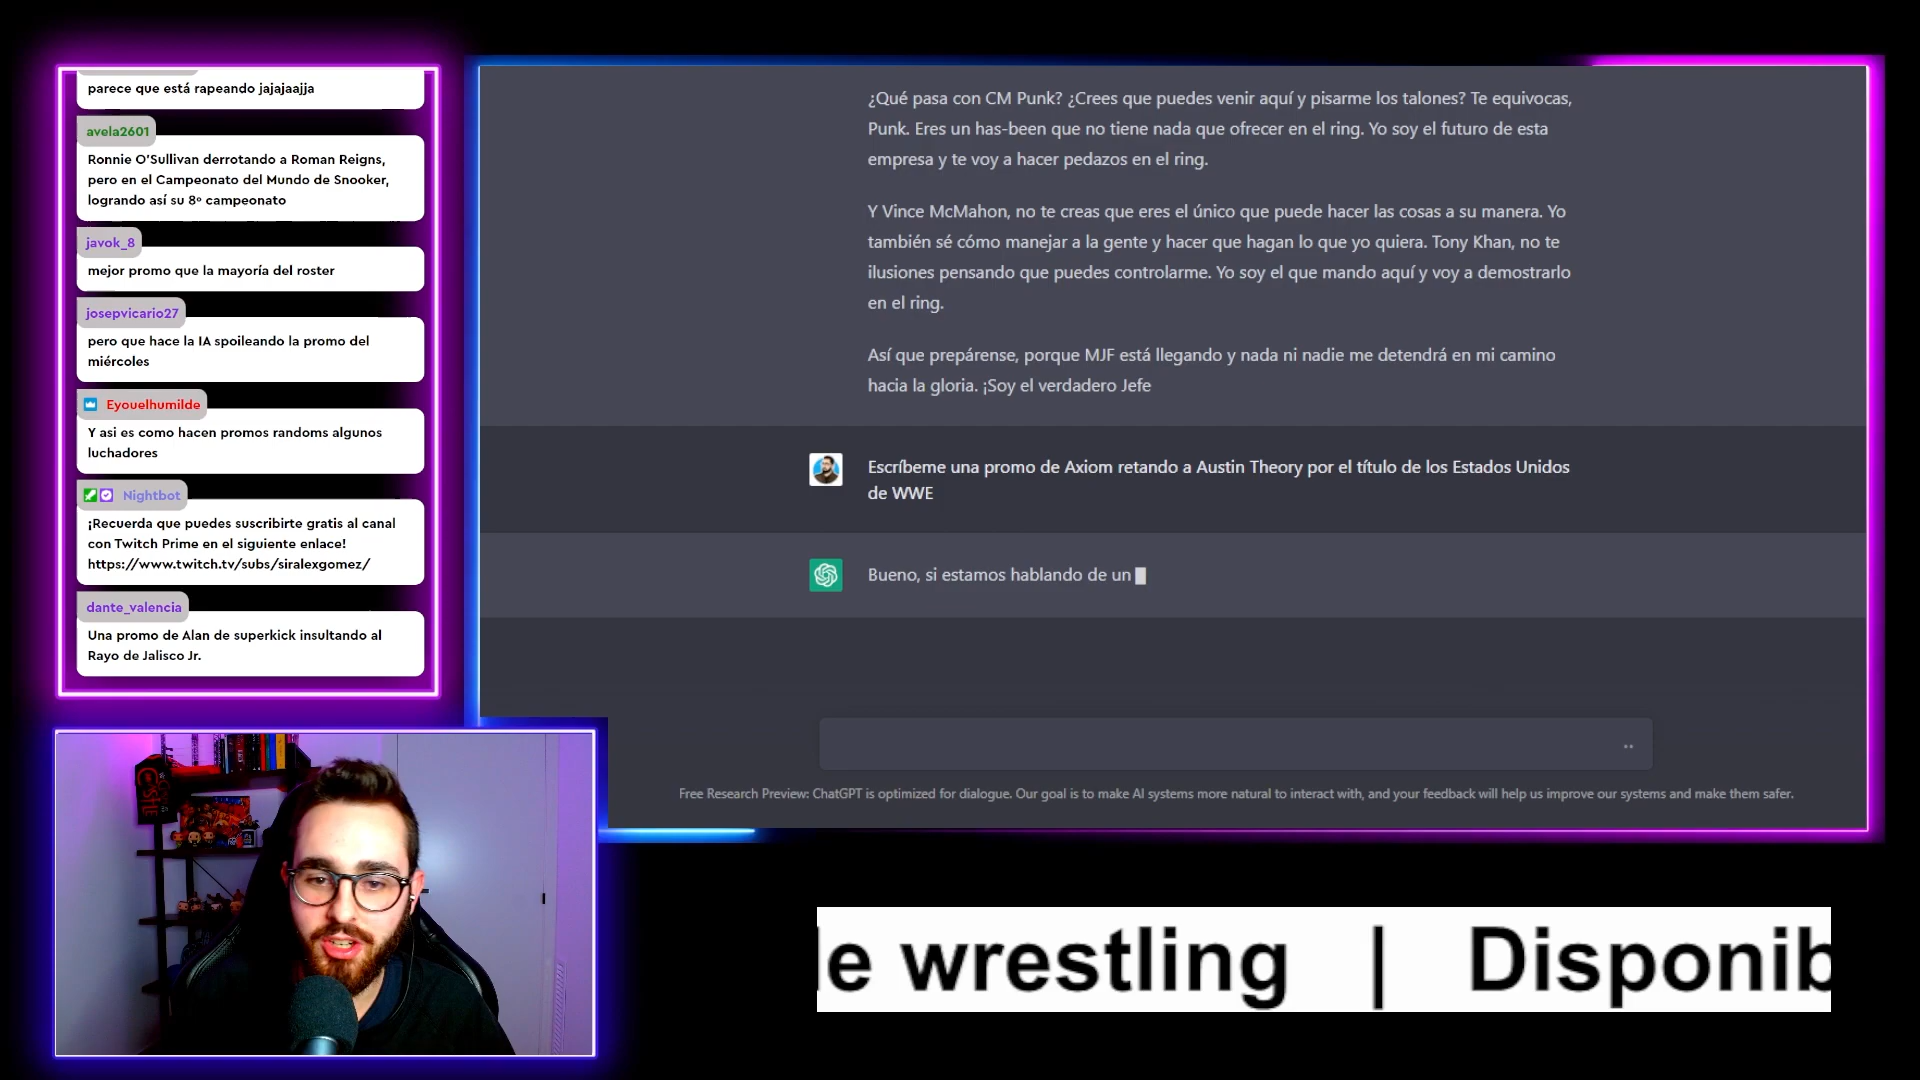 parece que está rapeando jajajaajja
avela2601
Ronnie O'Sullivan derrotando a Roman Reigns,
pero en el Campeonato del Mundo de Snooker,
logrando así su 8º campeonato
javok_8
mejor promo que la mayoría del roster
josepvicario27
pero que hace la IA spoileando la promo del
miércoles
Eyouelhumilde
Y asi es como hacen promos randoms algunos
luchadores
Nightbot
¡Recuerda que puedes suscribirte gratis al canal
con Twitch Prime en el siguiente enlace!
https://www.twitch.tv/subs/siralexgomez/
dante_valencia
Una promo de Alan de superkick insultando al
Rayo de Jalisco Jr.
¿Qué pasa con CM Punk? ¿Crees que puedes venir aquí y pisarme los talones? Te equivocas,
Punk. Eres un has-been que no tiene nada que ofrecer en el ring. Yo soy el futuro de esta
empresa y te voy a hacer pedazos en el ring.
Y Vince McMahon, no te creas que eres el único que puede hacer las cosas a su manera. Yo
también sé cómo manejar a la gente y hacer que hagan lo que yo quiera. Tony Khan, no te
ilusiones pensando que puedes controlarme. Yo soy el que mando aquí y voy a demostrarlo
en el ring.
Así que prepárense, porque MJF está llegando y nada ni nadie me detendrá en mi camino
hacia la gloria. ¡Soy el verdadero Jefe
Escríbeme una promo de Axiom retando a Austin Theory por el título de los Estados Unidos
de WWE
Bueno, si estamos hablando de un
Free Research Preview: ChatGPT is optimized for dialogue. Our goal is to make AI systems more natural to interact with, and your feedback will help us improve our systems and make them safer.
le wrestling | Disponib